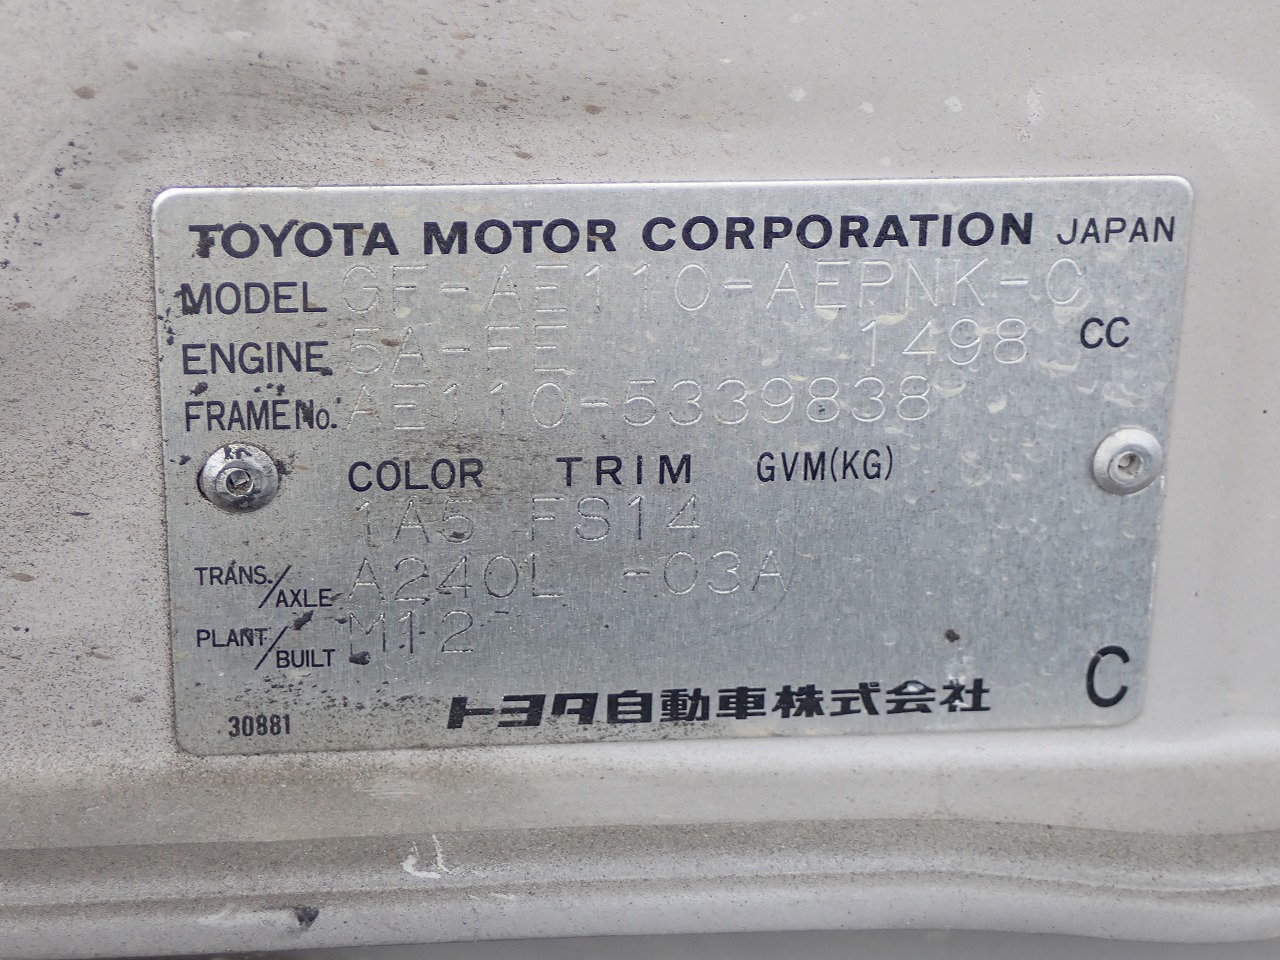 TOYOTA MOTOR CORPORATION JAPAN
MODEL GF-AE110-AEPNK-C
ENGINE 5A-FE 1498 CC
FRAME No. AE110-5339838
COLOR TRIM GVM(KG)
1A5 FS14
TRANS./AXLE A240L -03A
PLANT/BUILT M12
トヨタ自動車株式会社 C
30881